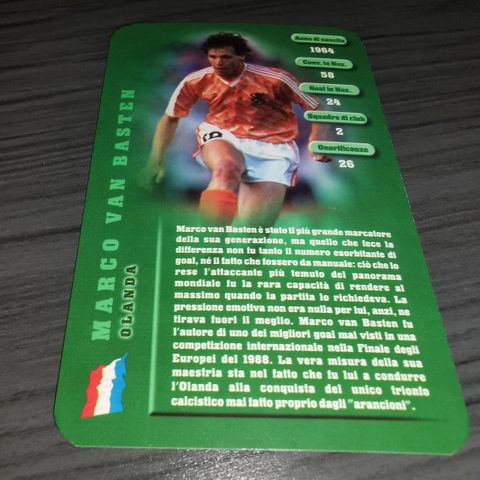 Anno di nascita
1964
Conv. in Naz.
58
Goal in Naz.
24
Squadre di club
2
Onorificenze
26
MARCO VAN BASTEN
OLANDA
Marco van Basten è stato il più grande marcatore
della sua generazione, ma quello che fece la
differenza non fu tanto il numero esorbitante di
goal, né il fatto che fossero da manuale: ciò che lo
rese l'attaccante più temuto del panorama
mondiale fu la rara capacità di rendere al
massimo quando la partita lo richiedeva. La
pressione emotiva non era nulla per lui, anzi, ne
tirava fuori il meglio. Marco van Basten fu
l'autore di uno dei migliori goal mai visti in una
competizione internazionale nella Finale degli
Europei del 1988. La vera misura della sua
maestria sta nel fatto che fu lui a condurre
l'Olanda alla conquista del unico trionfo
calcistico mai fatto proprio dagli "arancioni".